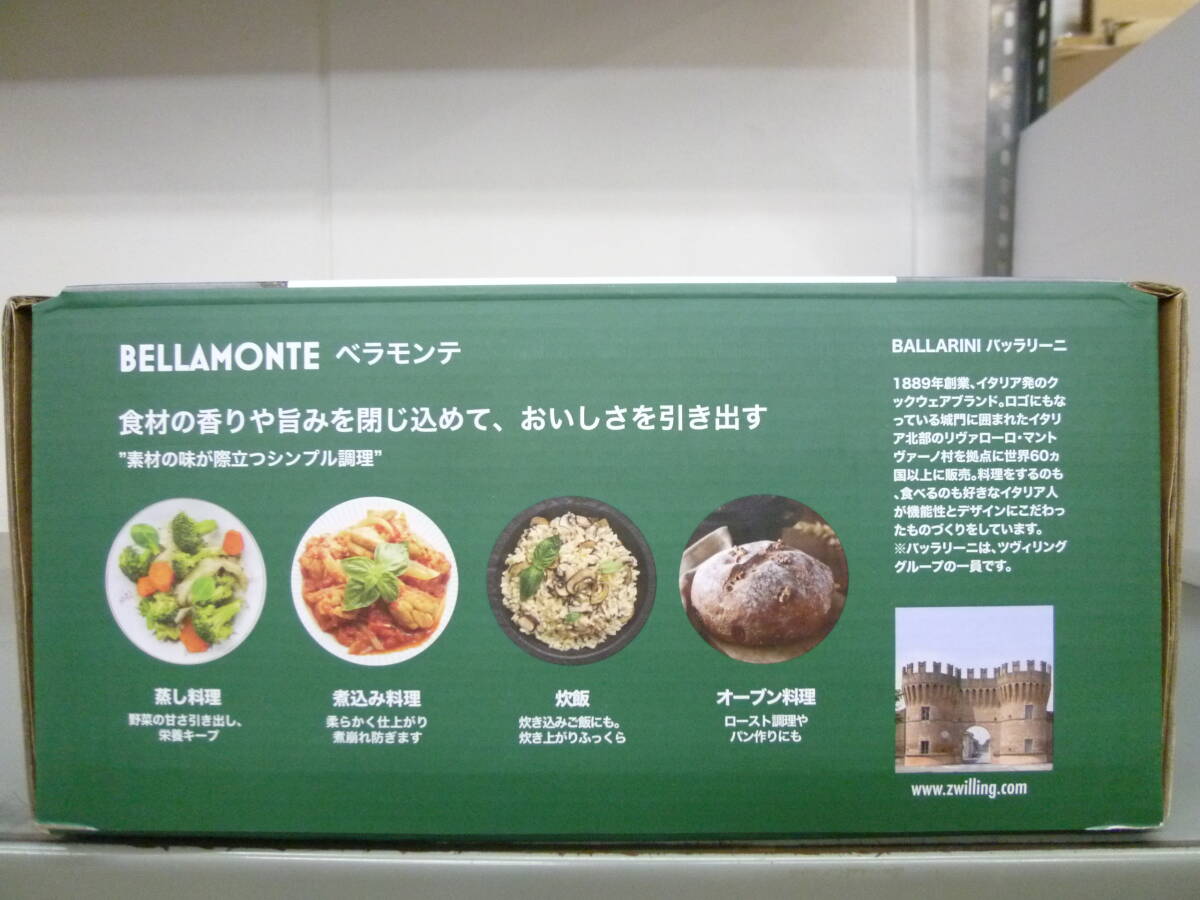 BELLAMONTE ベラモンテ
食材の香りや旨みを閉じ込めて、おいしさを引き出す
"素材の味が際立つシンプル調理"
蒸し料理
野菜の甘さ引き出し、
栄養キープ
煮込み料理
柔らかく仕上がり
煮崩れ防ぎます
炊飯
炊き込みご飯にも。
炊き上がりふっくら
オーブン料理
ロースト調理や
パン作りにも
BALLARINI バッラリーニ
1889年創業、イタリア発のク
ックウェアブランド。ロゴにもな
っている城門に囲まれたイタリ
ア北部のリヴァローロ・マント
ヴァーノ村を拠点に世界60ヵ
国以上に販売。料理をするのも
、食べるのも好きなイタリア人
が機能性とデザインにこだわっ
たものづくりをしています。
※バッラリーニは、ツヴィリング
グループの一員です。
www.zwilling.com